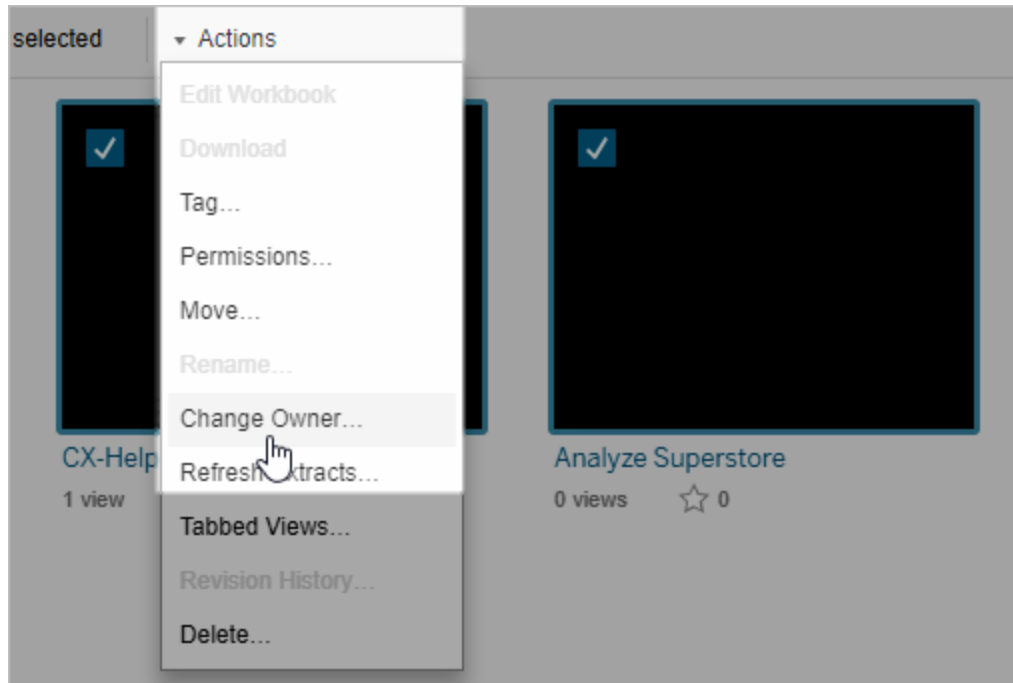 selected
Actions
Edit Workbook
Download
Tag...
Permissions...
Move...
Rename...
Change Owner...
Refresh
Tabbed Views...
Revision History...
Delete...
CX-Help
1 view
Analyze Superstore
0 views
0